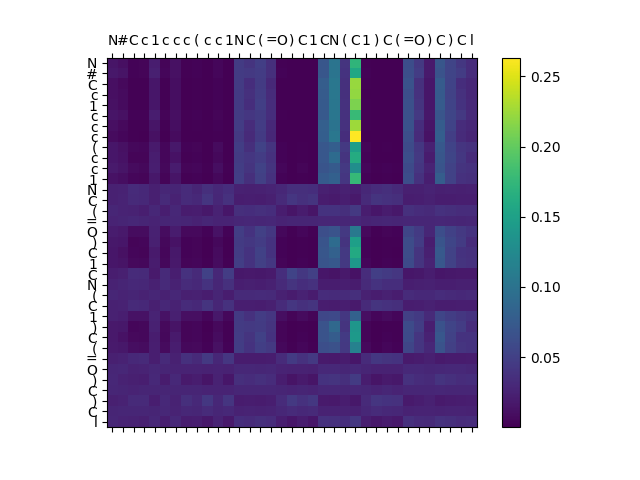 N#Cc1ccc(cc1NC(=O)C1CN(C1)C(=O)C)Cl
N
#
C
c
1
c
c
c
(
c
c
1
N
C
(
=
O
)
C
1
C
N
(
C
1
)
C
(
=
O
)
C
)
C
l
0.25
0.20
0.15
0.10
0.05